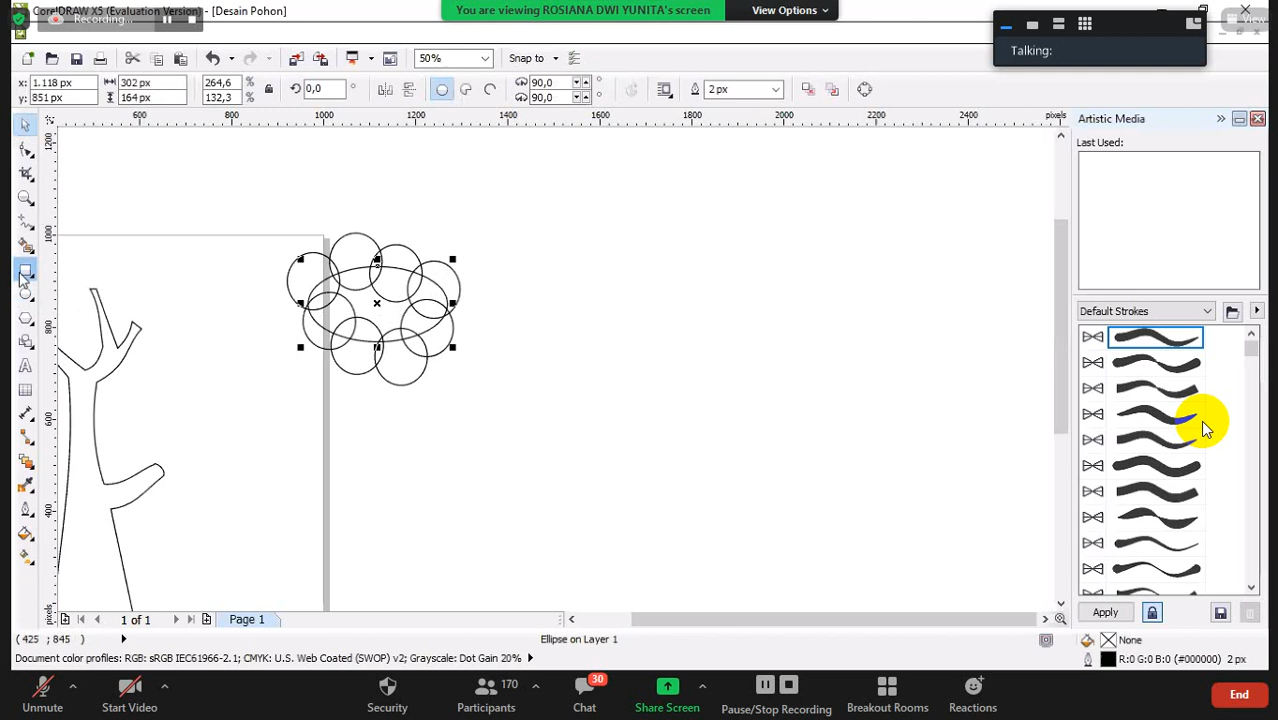 CorelDRAW X5 (Evaluation Version) - [Desain Pohon]
Recording...
You are viewing ROSIANA DWI YUNITA's screen
View Options
View
Talking:
50%
Snap to
x: 1.118 px
y: 851 px
302 px
164 px
264,6
132,3
%
%
0,0
90,0
90,0
2 px
600 800 1000 1200 1400 1600 1800 2000 2200 2400 pixels
1200
1000
800
600
400
pixels
Artistic Media
Last Used:
Default Strokes
Apply
1 of 1
Page 1
( 425 ; 845 )
Ellipse on Layer 1
None
Document color profiles: RGB: sRGB IEC61966-2.1; CMYK: U.S. Web Coated (SWOP) v2; Grayscale: Dot Gain 20%
R:0 G:0 B:0 (#000000) 2 px
Unmute
Start Video
Security
Participants
170
Chat
30
Share Screen
Pause/Stop Recording
Breakout Rooms
Reactions
End